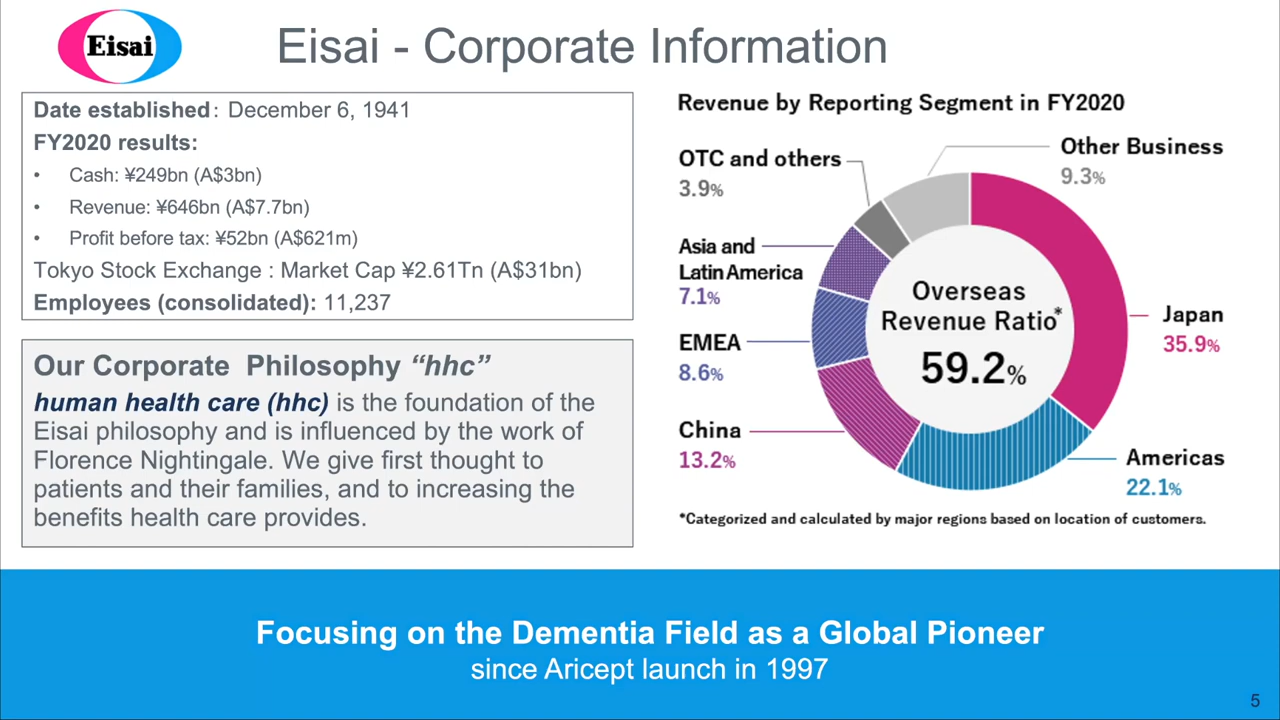 Eisai
Eisai - Corporate Information
Date established: December 6, 1941
FY2020 results:
• Cash: ¥249bn (A$3bn)
• Revenue: ¥646bn (A$7.7bn)
• Profit before tax: ¥52bn (A$621m)
Tokyo Stock Exchange : Market Cap ¥2.61Tn (A$31bn)
Employees (consolidated): 11,237
Our Corporate Philosophy “hhc”
human health care (hhc) is the foundation of the
Eisai philosophy and is influenced by the work of
Florence Nightingale. We give first thought to
patients and their families, and to increasing the
benefits health care provides.
Revenue by Reporting Segment in FY2020
Other Business
9.3%
OTC and others
3.9%
Asia and
Latin America
7.1%
EMEA
8.6%
China
13.2%
Overseas
Revenue Ratio*
59.2%
Japan
35.9%
Americas
22.1%
*Categorized and calculated by major regions based on location of customers.
Focusing on the Dementia Field as a Global Pioneer
since Aricept launch in 1997
5